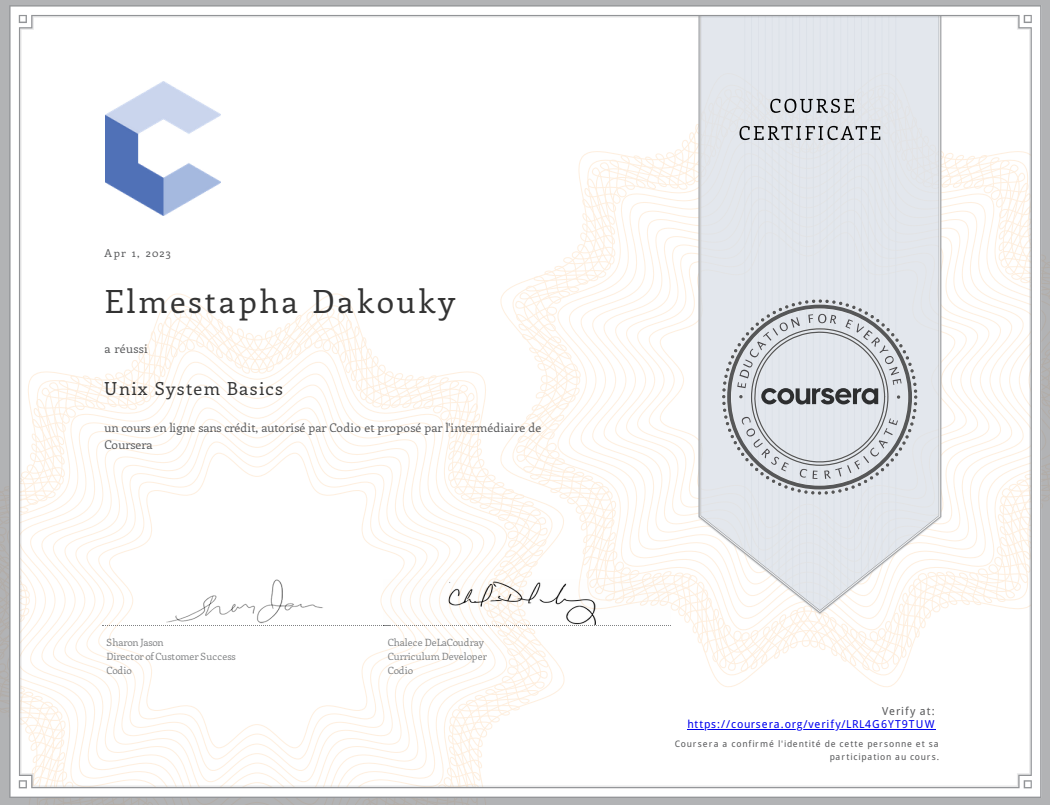 COURSE
CERTIFICATE
Apr 1, 2023
Elmestapha Dakouky
a réussi
Unix System Basics
un cours en ligne sans crédit, autorisé par Codio et proposé par l'intermédiaire de
Coursera
EDUCATION FOR EVERYONE
coursera
COURSE CERTIFICATE
Sharon Jason
Director of Customer Success
Codio
Chalece DeLaCoudray
Curriculum Developer
Codio
Verify at:
https://coursera.org/verify/LRL4G6YT9TUW
Coursera a confirmé l'identité de cette personne et sa
participation au cours.